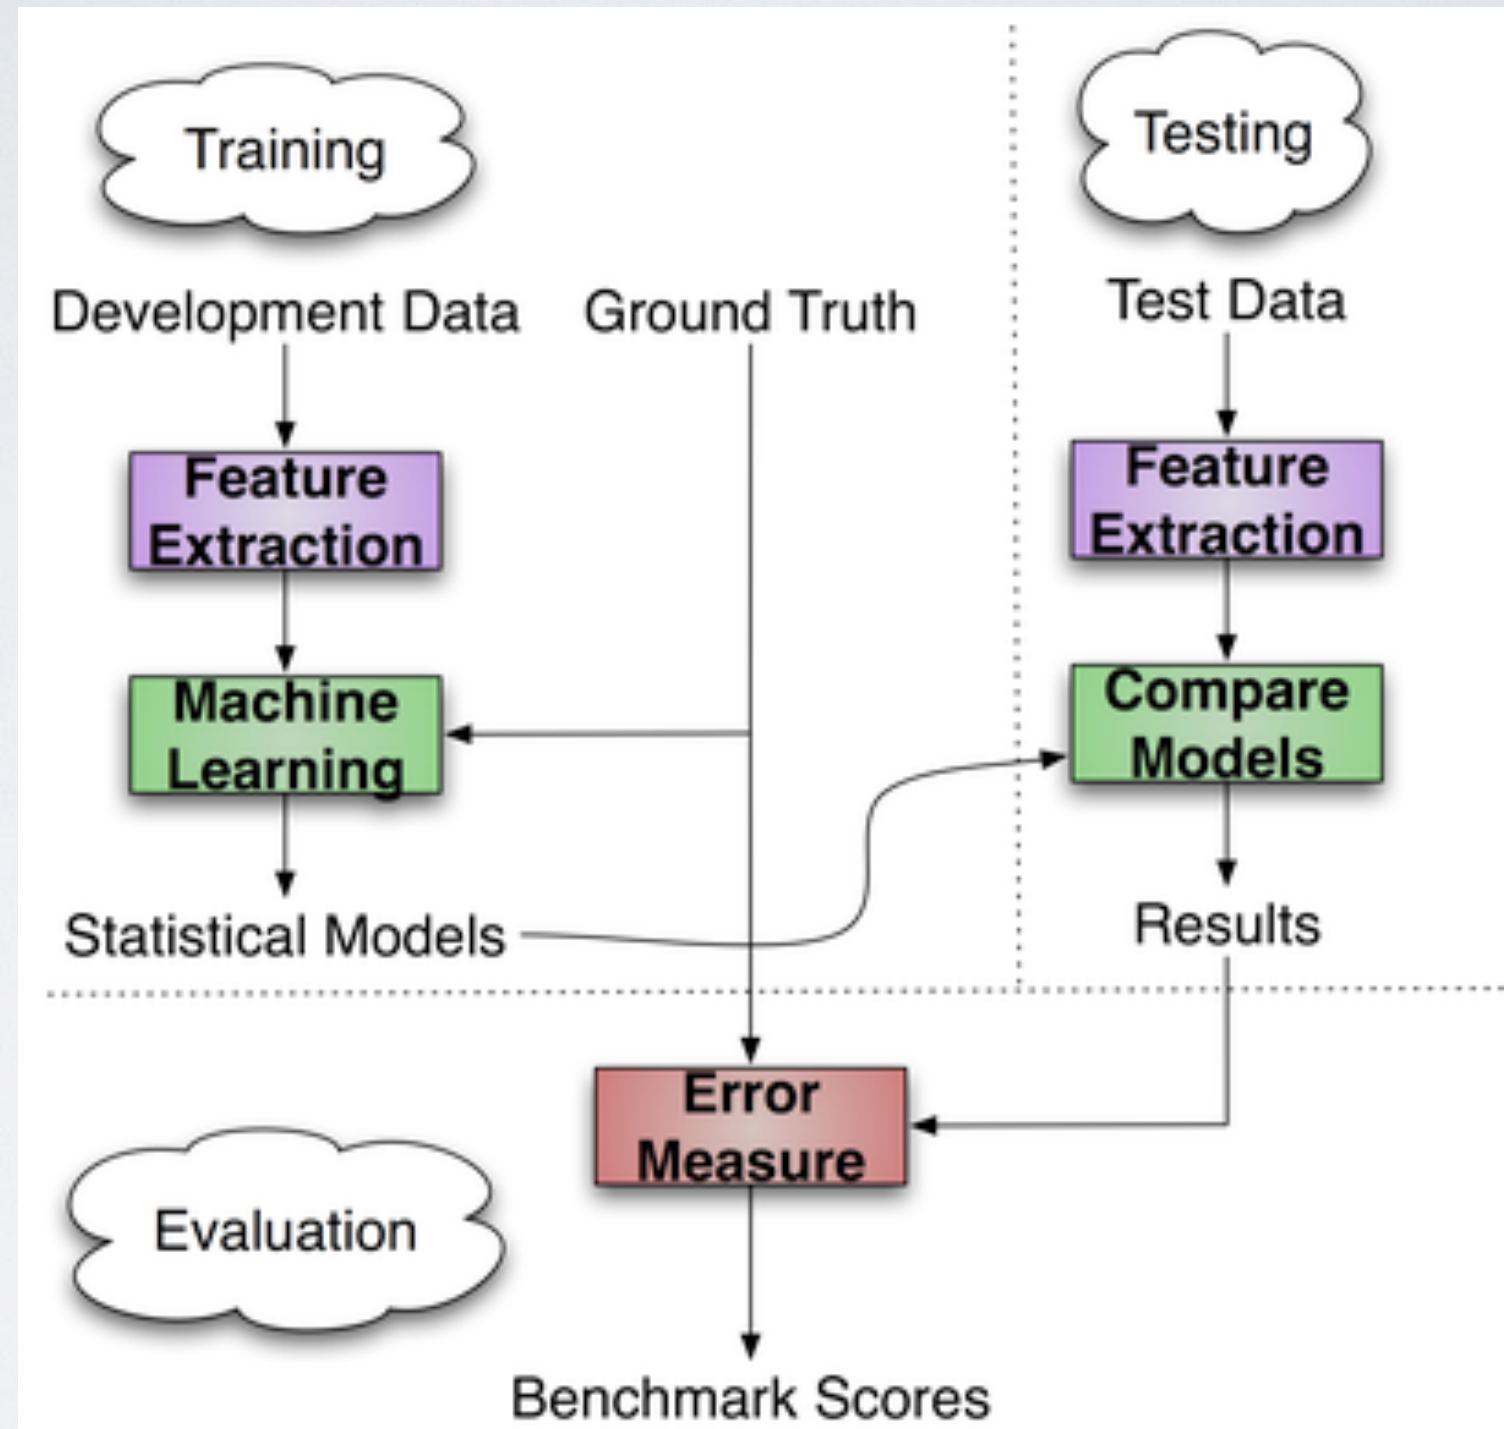 Training
Testing
Development Data
Ground Truth
Test Data
Feature
Extraction
Feature
Extraction
Machine
Learning
Compare
Models
Statistical Models
Results
Error
Measure
Evaluation
Benchmark Scores